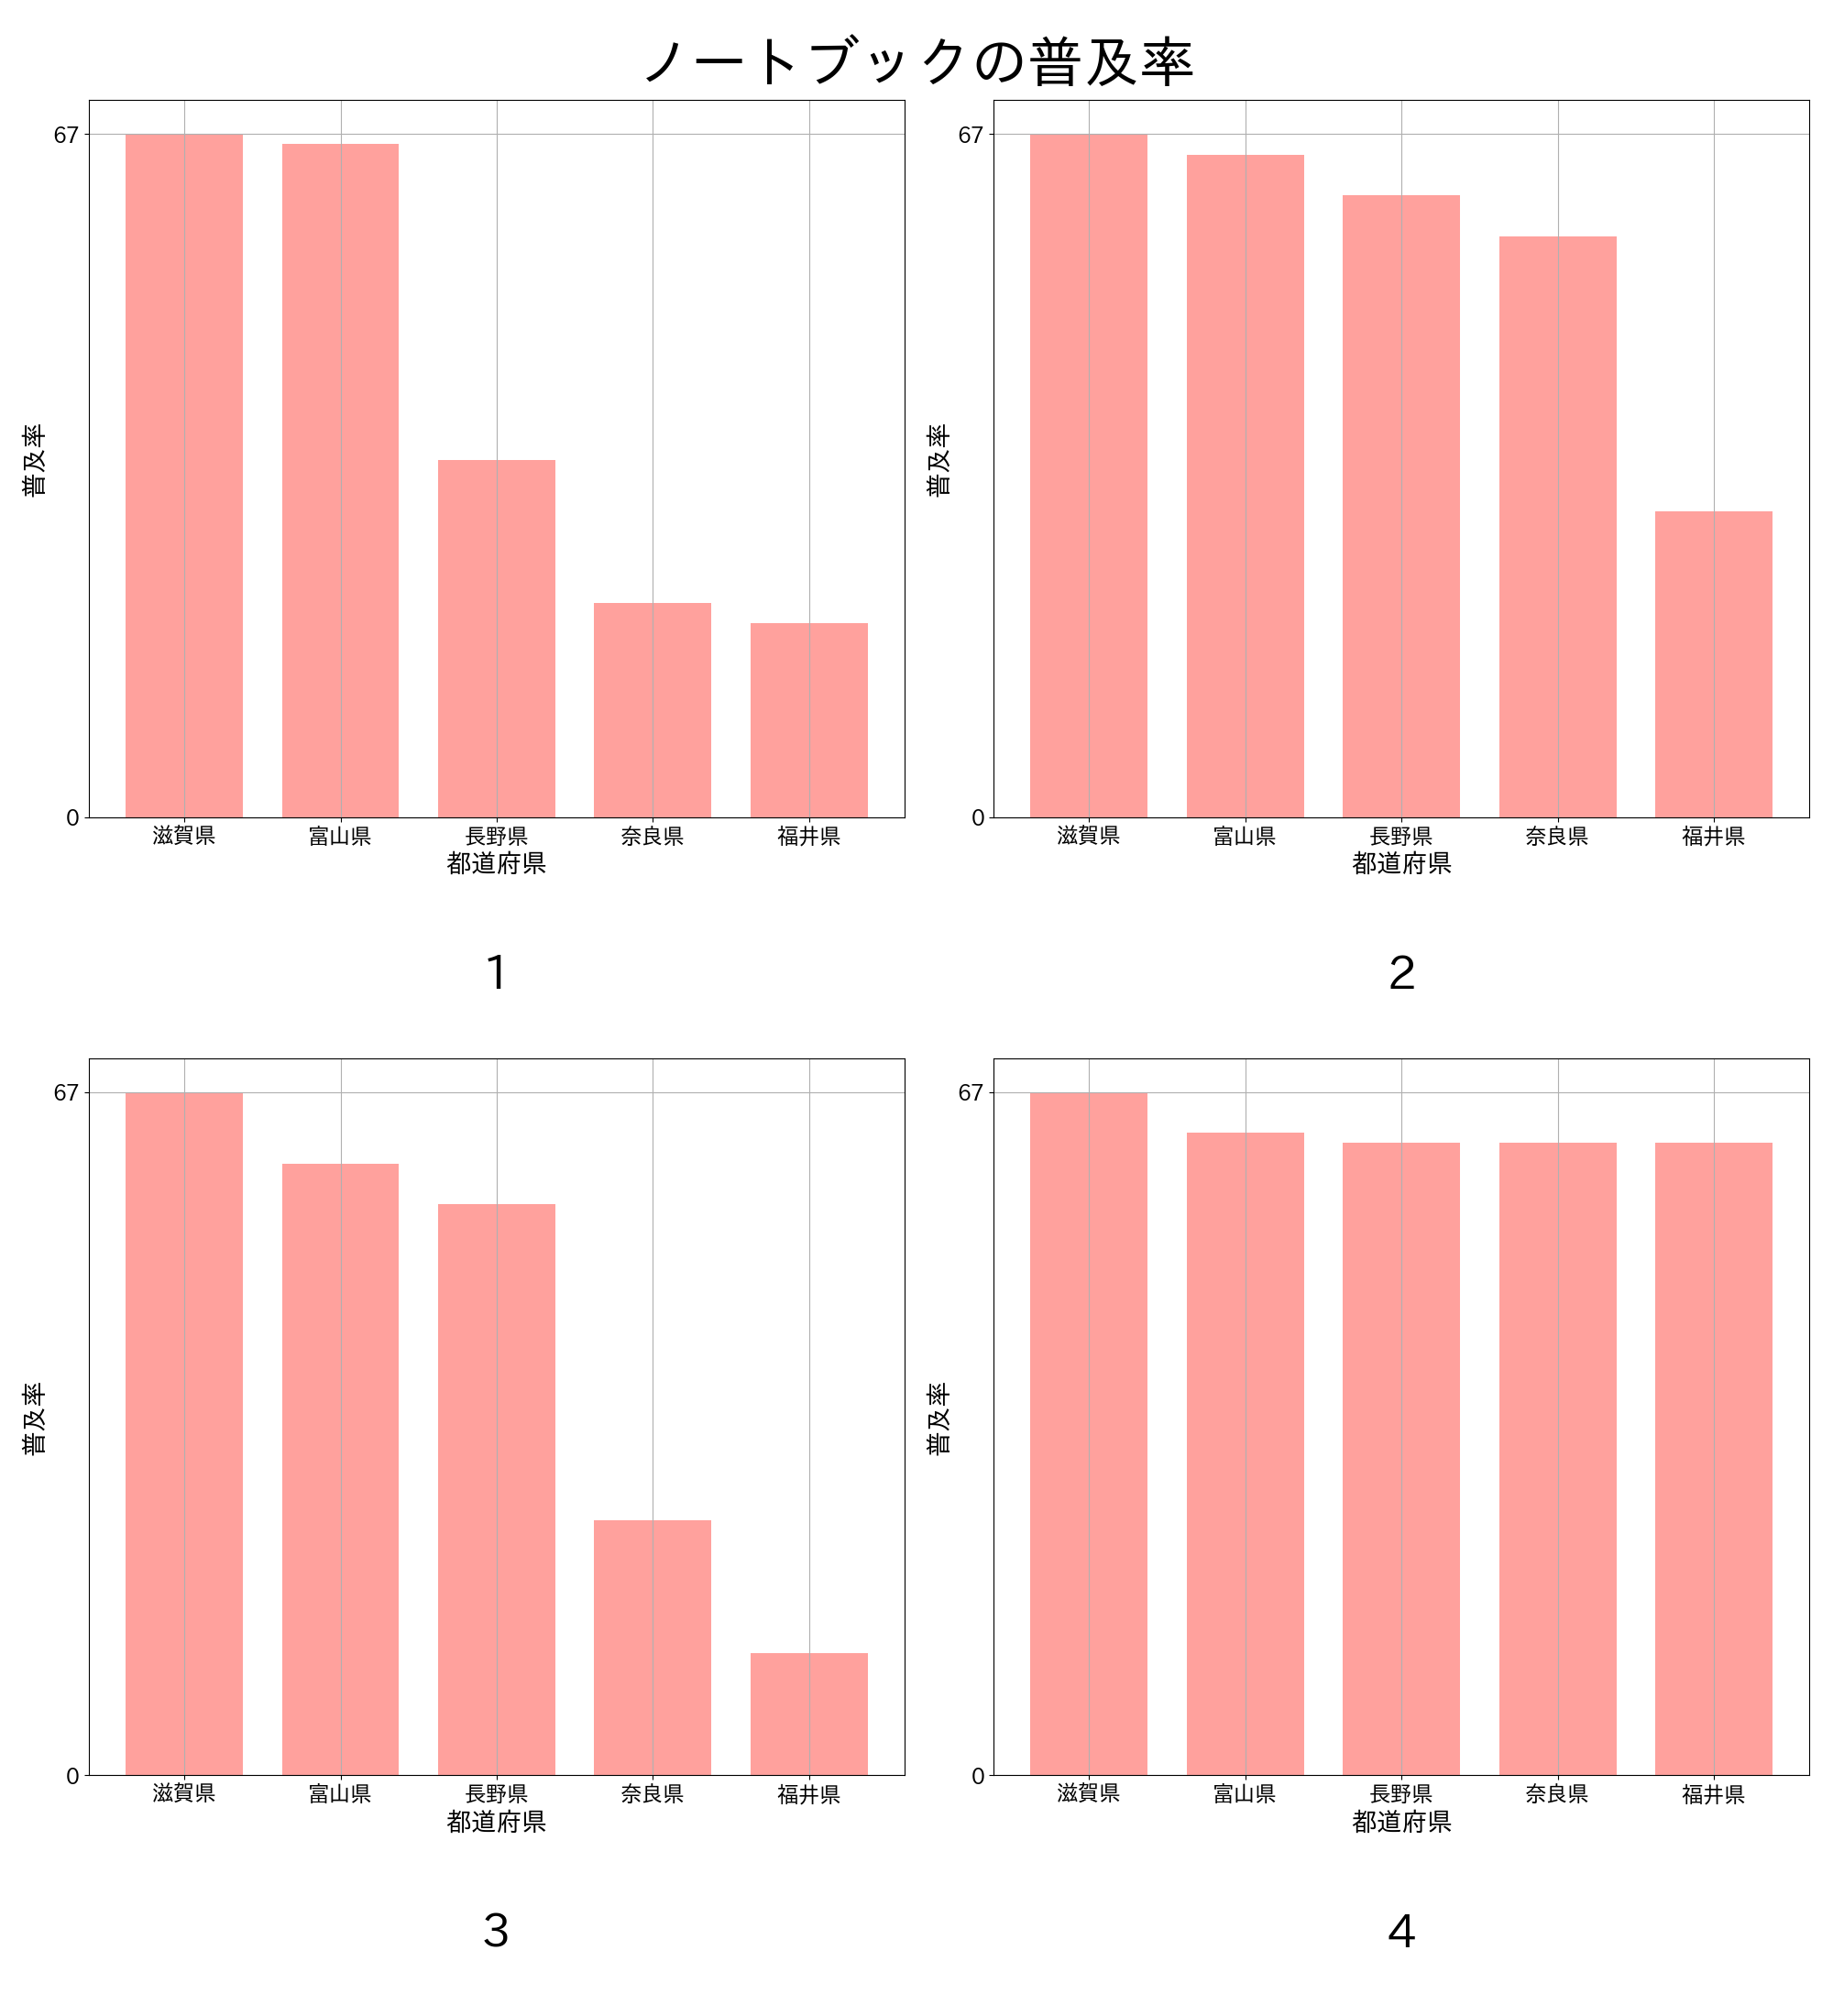 ノートブックの普及率
67
0
普及率
滋賀県 富山県 長野県 奈良県 福井県
都道府県
1
67
0
普及率
滋賀県 富山県 長野県 奈良県 福井県
都道府県
2
67
0
普及率
滋賀県 富山県 長野県 奈良県 福井県
都道府県
3
67
0
普及率
滋賀県 富山県 長野県 奈良県 福井県
都道府県
4